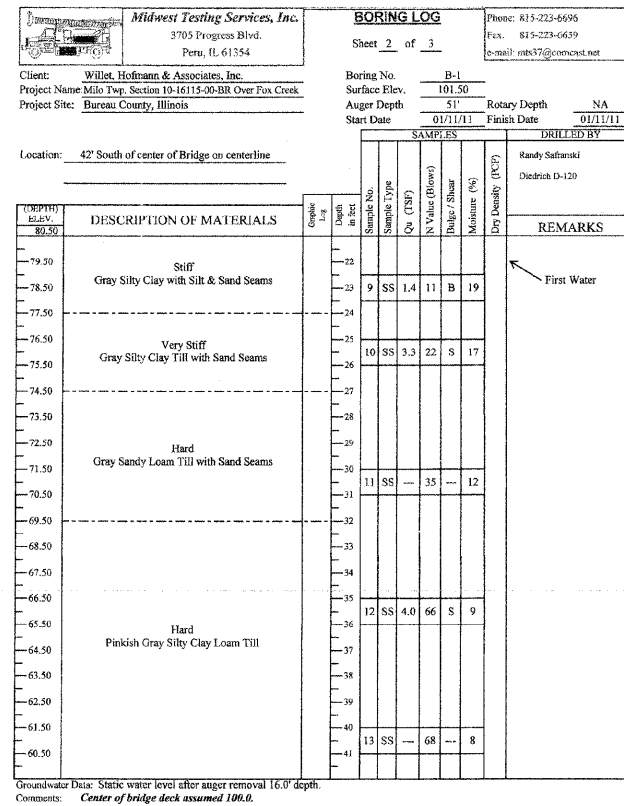 Midwest Testing Services, Inc.
3705 Progress Blvd.
Peru, IL 61354
BORING LOG
Sheet 2 of 3
Phone: 815-223-6696
Fax. 815-223-6659
e-mail: mts37@comcast.net
Client: Willet, Hofmann & Associates, Inc.
Project Name: Milo Twp. Section 10-16115-00-BR Over Fox Creek
Project Site: Bureau County, Illinois
Boring No. B-1
Surface Elev. 101.50
Auger Depth 51' Rotary Depth NA
Start Date 01/11/11 Finish Date 01/11/11
Location: 42' South of center of Bridge on centerline
SAMPLES
DRILLED BY
Randy Safranski
Diedrich D-120
(DEPTH) ELEV. 80.50
DESCRIPTION OF MATERIALS
Graphic Log
Depth in feet
Sample No.
Sample Type
Qu (TSF)
N Value (Blows)
Bulge / Shear
Moisture (%)
Dry Density (PCF)
REMARKS
79.50 22
Stiff
Gray Silty Clay with Silt & Sand Seams
First Water
78.50 23 9 SS 1.4 11 B 19
77.50 24
76.50 25
Very Stiff
Gray Silty Clay Till with Sand Seams
10 SS 3.3 22 S 17
75.50 26
74.50 27
73.50 28
72.50 29
Hard
Gray Sandy Loam Till with Sand Seams
71.50 30
11 SS --- 35 --- 12
70.50 31
69.50 32
68.50 33
67.50 34
66.50 35
12 SS 4.0 66 S 9
65.50 36
Hard
Pinkish Gray Silty Clay Loam Till
64.50 37
63.50 38
62.50 39
61.50 40
13 SS --- 68 --- 8
60.50 41
Groundwater Data: Static water level after auger removal 16.0' depth.
Comments: Center of bridge deck assumed 100.0.